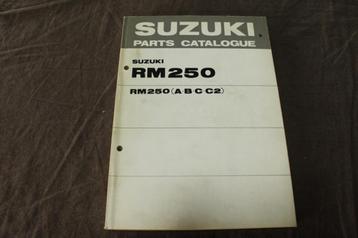 SUZUKI
PARTS CATALOGUE
SUZUKI
RM250
RM250(A·B·C C2)